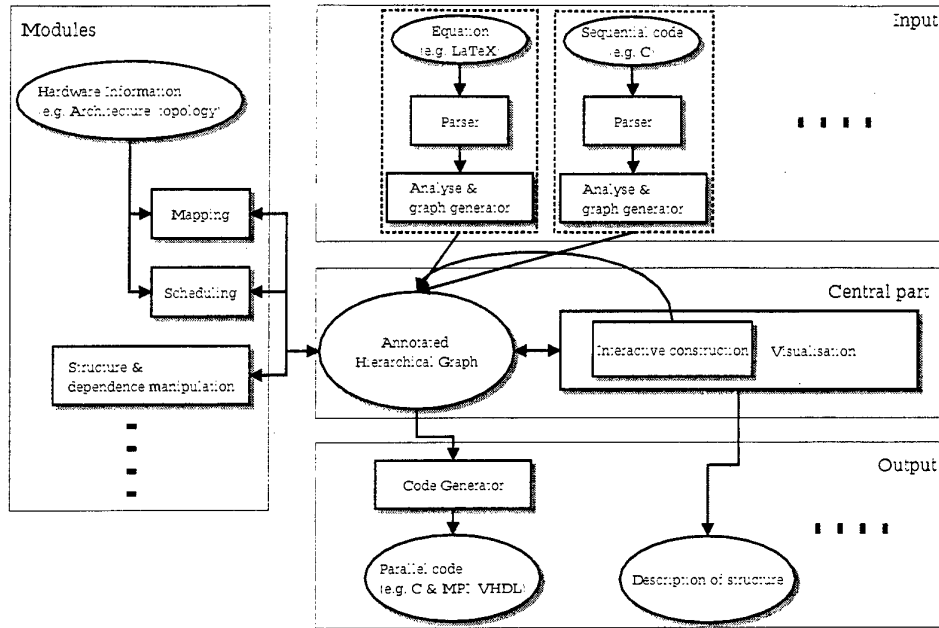 Modules
Hardware Information
(e.g. Architecture topology)
Mapping
Scheduling
Structure &
dependence manipulation
Input
Equation
(e.g. LaTeX)
Parser
Analyse &
graph generator
Sequential code
(e.g. C)
Parser
Analyse &
graph generator
Central part
Annotated
Hierarchical Graph
Interactive construction
Visualisation
Output
Code Generator
Parallel code
(e.g. C & MPI VHDL)
Description of structure